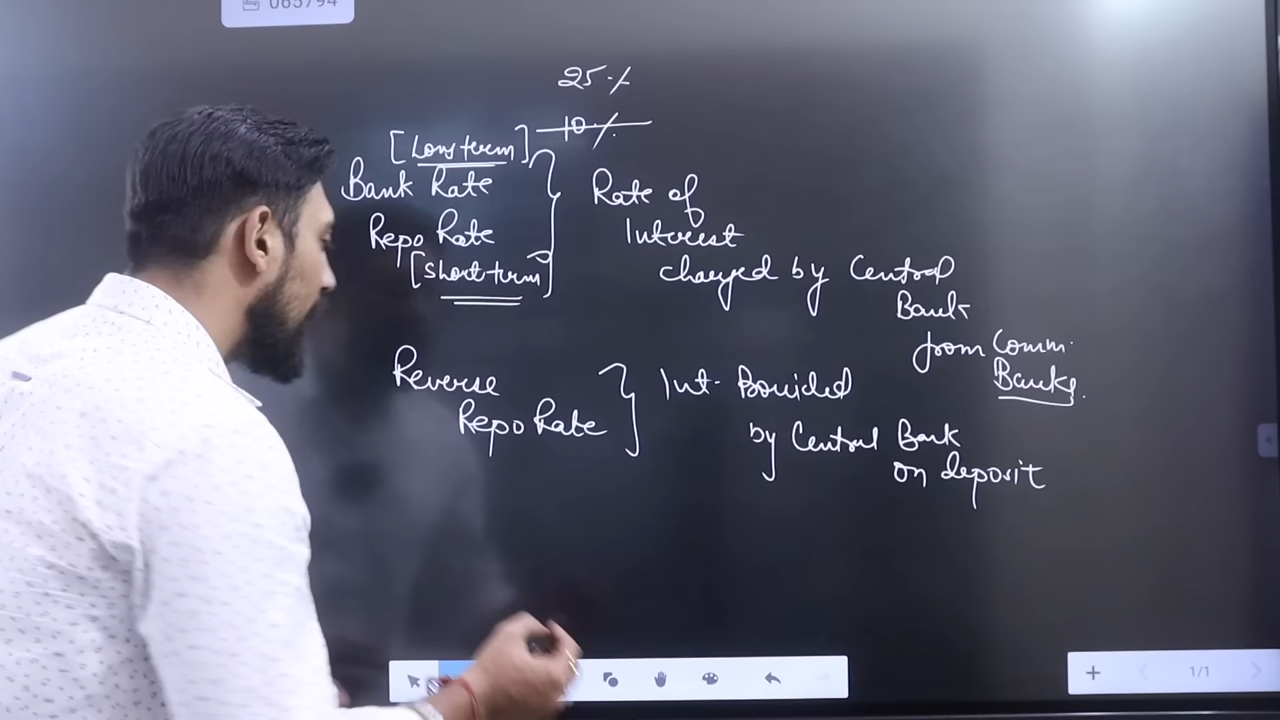 065794
25%
10%
[Long term]
Bank Rate
Repo Rate
[Short term]
Rate of
Interest
charged by Central
Bank
from Comm.
Banks.
Reverse
Repo Rate
Int. Provided
by Central Bank
on deposit
1/1